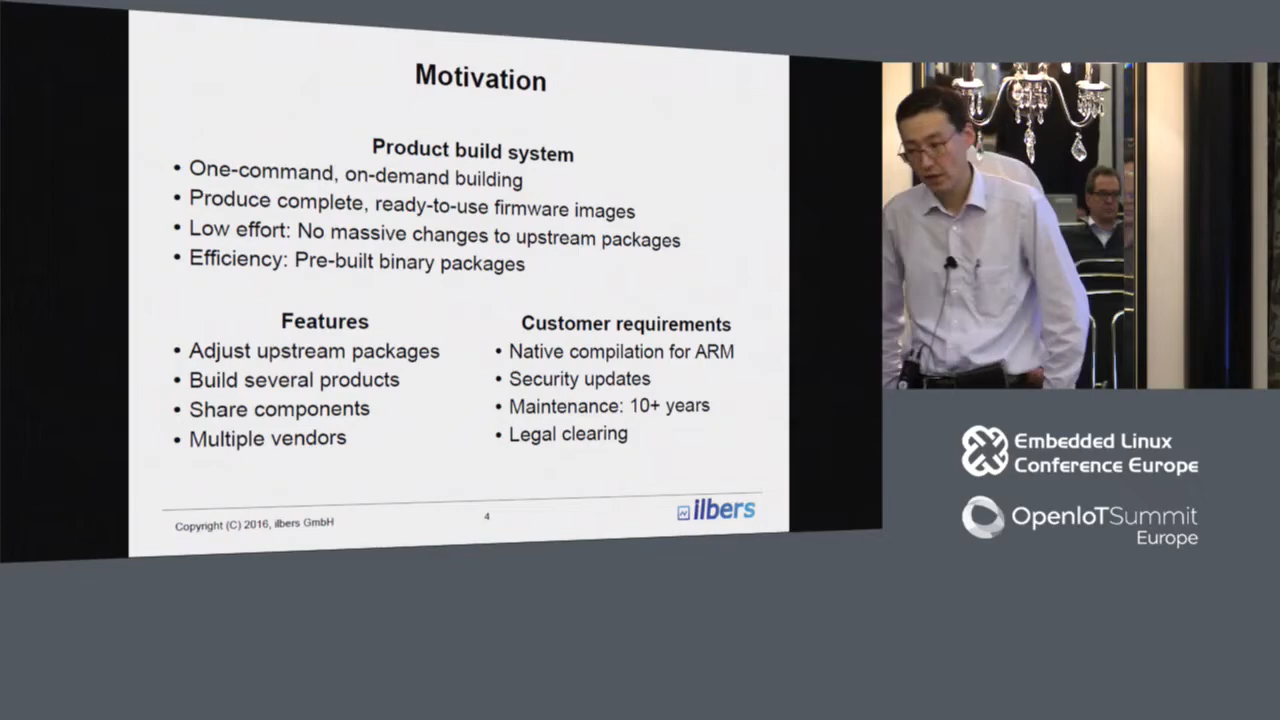 Motivation
Product build system
• One-command, on-demand building
• Produce complete, ready-to-use firmware images
• Low effort: No massive changes to upstream packages
• Efficiency: Pre-built binary packages
Features
• Adjust upstream packages
• Build several products
• Share components
• Multiple vendors
Customer requirements
• Native compilation for ARM
• Security updates
• Maintenance: 10+ years
• Legal clearing
Copyright (C) 2016, ilbers GmbH
4
ilbers
Embedded Linux
Conference Europe
OpenIoTSummit
Europe